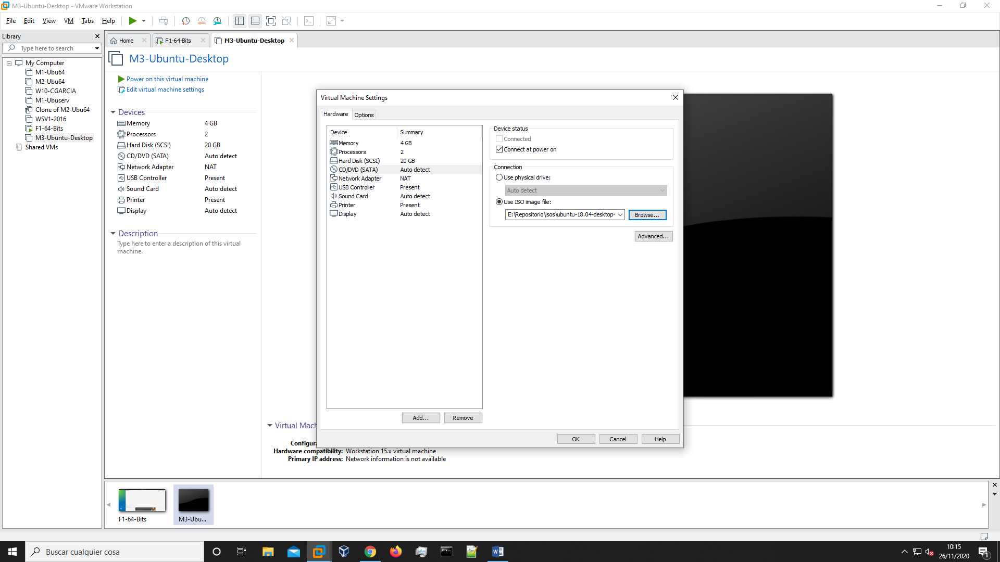 M3-Ubuntu-Desktop - VMware Workstation
File Edit View VM Tabs Help
Library
Type here to search
My Computer
M1-Ubu64
M2-Ubu64
W10-CGARCIA
M1-Ubuserv
Clone of M2-Ubu64
WSV1-2016
F1-64-Bits
M3-Ubuntu-Desktop
Shared VMs
Home F1-64-Bits M3-Ubuntu-Desktop
M3-Ubuntu-Desktop
Power on this virtual machine
Edit virtual machine settings
Devices
Memory 4 GB
Processors 2
Hard Disk (SCSI) 20 GB
CD/DVD (SATA) Auto detect
Network Adapter NAT
USB Controller Present
Sound Card Auto detect
Printer Present
Display Auto detect
Description
Type here to enter a description of this virtual
machine.
Virtual Machine Settings
Hardware Options
Device Summary
Memory 4 GB
Processors 2
Hard Disk (SCSI) 20 GB
CD/DVD (SATA) Auto detect
Network Adapter NAT
USB Controller Present
Sound Card Auto detect
Printer Present
Display Auto detect
Add... Remove
Device status
Connected
Connect at power on
Connection
Use physical drive:
Auto detect
Use ISO image file:
E:\Repositorio\isos\ubuntu-18.04-desktop- Browse...
Advanced...
OK Cancel Help
Virtual Mach
Configura
Hardware compatibility: Workstation 15.x virtual machine
Primary IP address: Network information is not available
F1-64-Bits
M3-Ubu...
Buscar cualquier cosa
10:15
26/11/2020
1